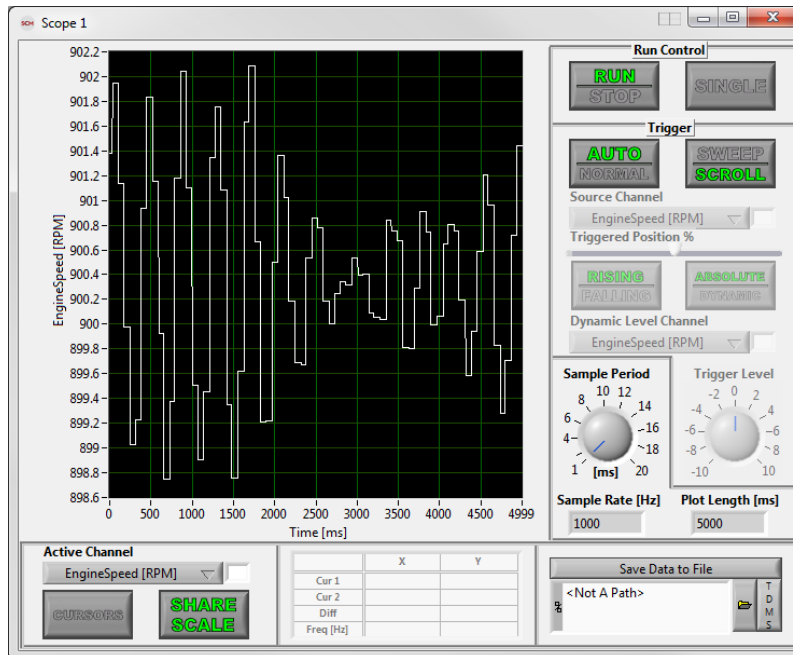 SCH Scope 1
902.2
902
901.8
901.6
901.4
901.2
901
900.8
900.6
900.4
900.2
900
899.8
899.6
899.4
899.2
899
898.8
898.6
EngineSpeed [RPM]
0 500 1000 1500 2000 2500 3000 3500 4000 4500 4999
Time [ms]
Run Control
RUN
STOP
SINGLE
Trigger
AUTO
NORMAL
SWEEP
SCROLL
Source Channel
EngineSpeed [RPM]
Triggered Position %
RISING
FALLING
ABSOLUTE
DYNAMIC
Dynamic Level Channel
EngineSpeed [RPM]
Sample Period
1 4 6 8 10 12 14 16 18 20
[ms]
Trigger Level
-10 -8 -6 -4 -2 0 2 4 6 8 10
Sample Rate [Hz]
1000
Plot Length [ms]
5000
Active Channel
EngineSpeed [RPM]
CURSORS
SHARE
SCALE
X Y
Cur 1
Cur 2
Diff
Freq [Hz]
Save Data to File
<Not A Path>
T
D
M
S